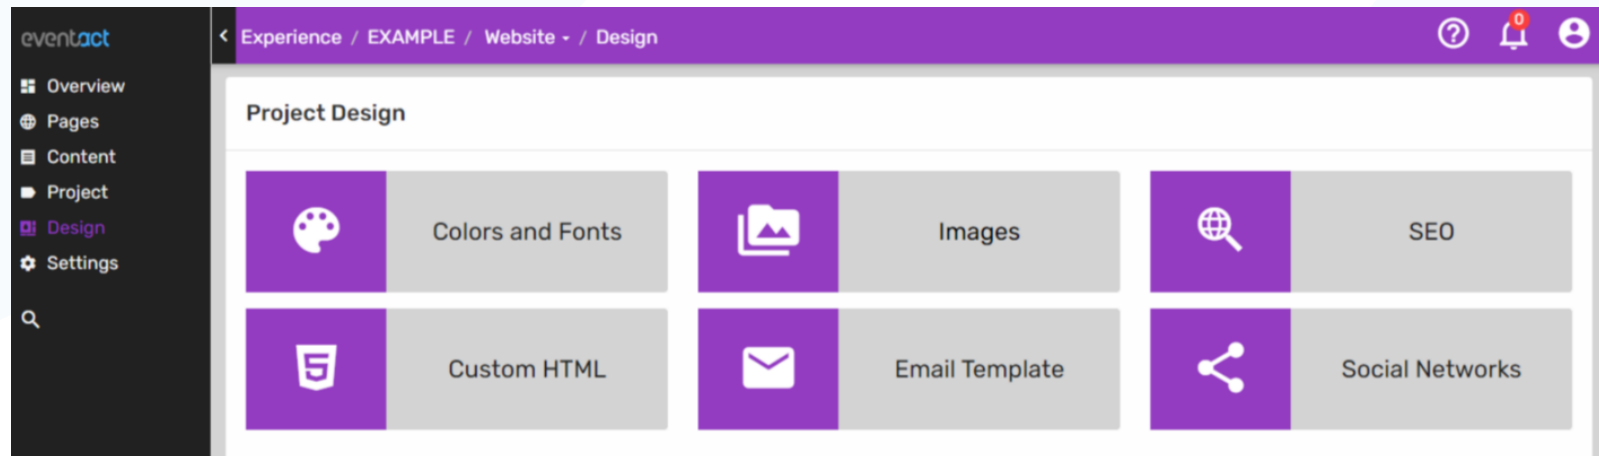 eventact
Experience / EXAMPLE / Website / Design
0
Overview
Pages
Content
Project
Design
Settings
Project Design
Colors and Fonts
Images
SEO
Custom HTML
Email Template
Social Networks